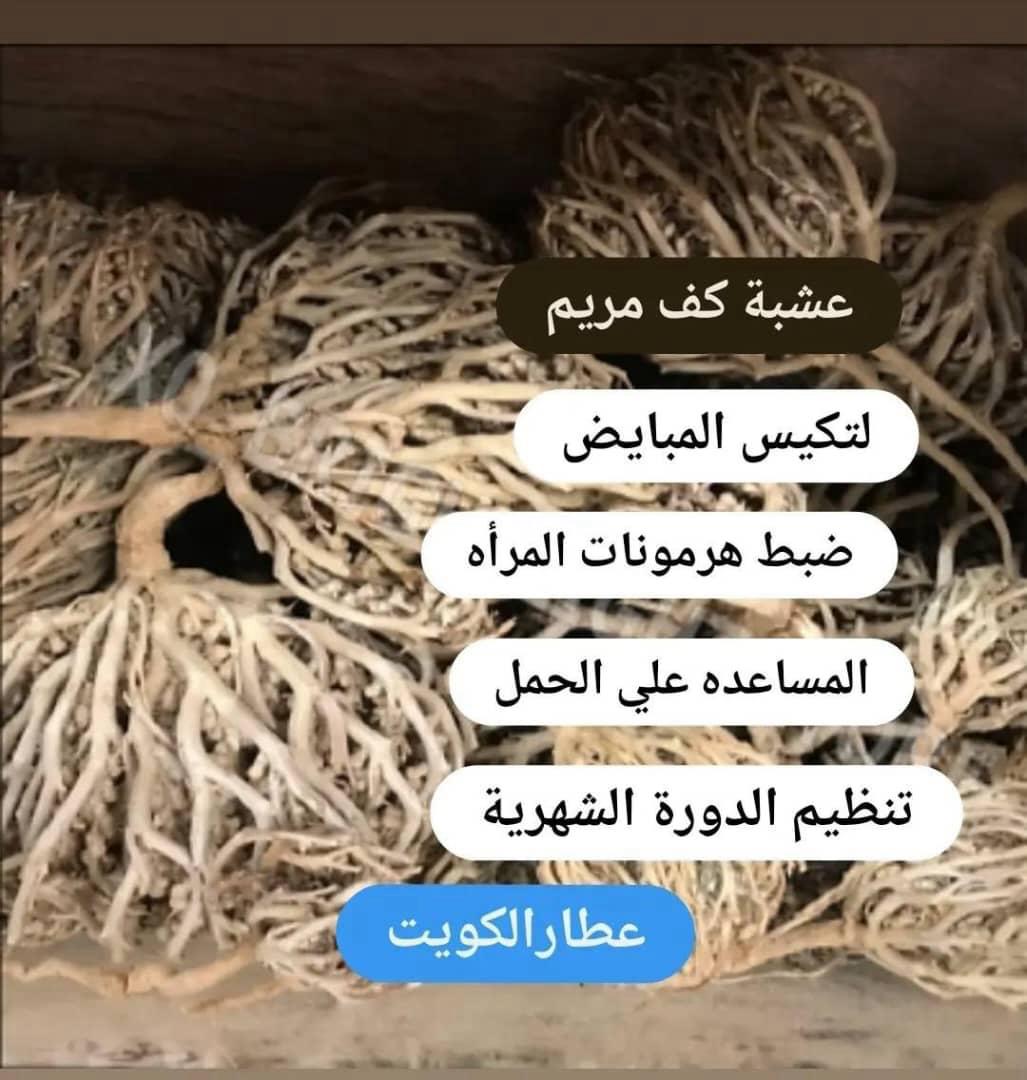 عشبة كف مريم
لتكيس المبايض
ضبط هرمونات المرأه
المساعده علي الحمل
تنظيم الدورة الشهرية
عطارالكويت